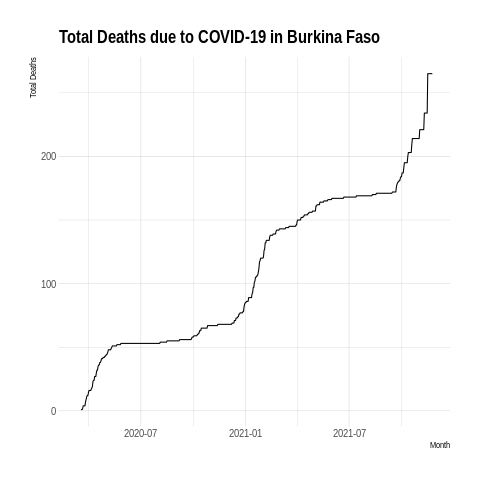 Total Deaths due to COVID-19 in Burkina Faso
Total Deaths
200
100
0
2020-07
2021-01
2021-07
Month